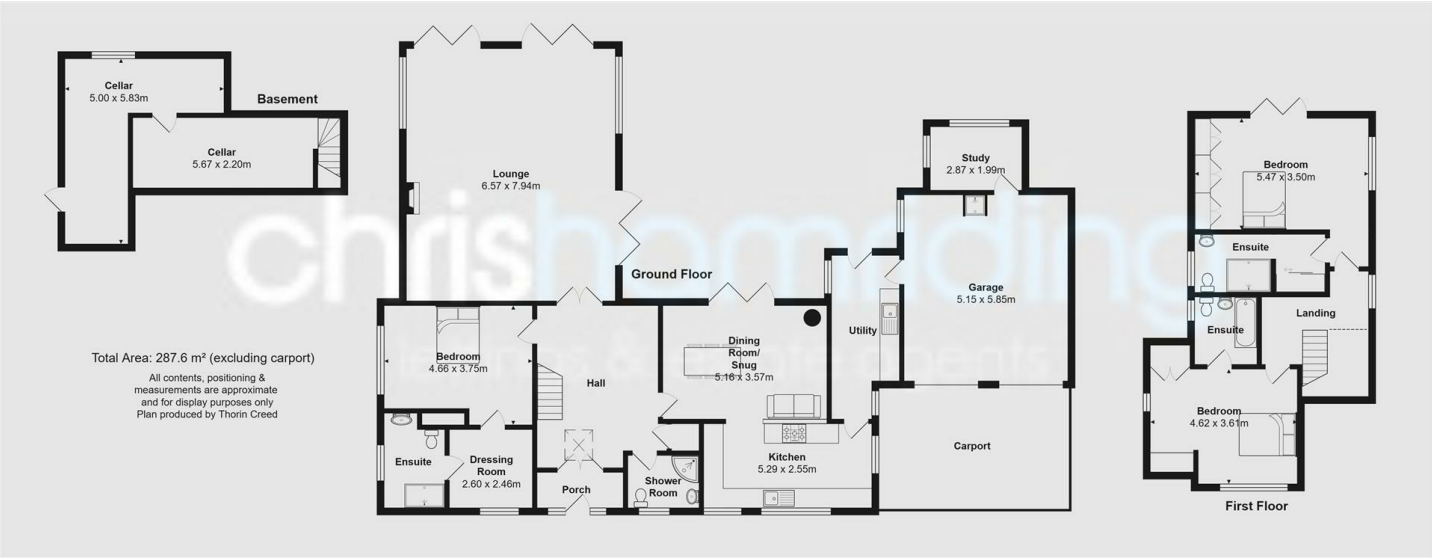 Cellar
5.00 x 5.83m
Basement
Cellar
5.67 x 2.20m
Lounge
6.57 x 7.94m
Study
2.87 x 1.99m
Bedroom
5.47 x 3.50m
chrishomriding
Ground Floor
Ensuite
Garage
5.15 x 5.85m
Landing
Ensuite
Utility
Dining
Room/
Snug
5.16 x 3.57m
Total Area: 287.6 m² (excluding carport)
All contents, positioning &
measurements are approximate
and for display purposes only
Plan produced by Thorin Creed
Bedroom
4.66 x 3.75m
Hall
Bedroom
4.62 x 3.61m
Carport
Kitchen
5.29 x 2.55m
Ensuite
Dressing
Room
2.60 x 2.46m
Porch
Shower
Room
First Floor